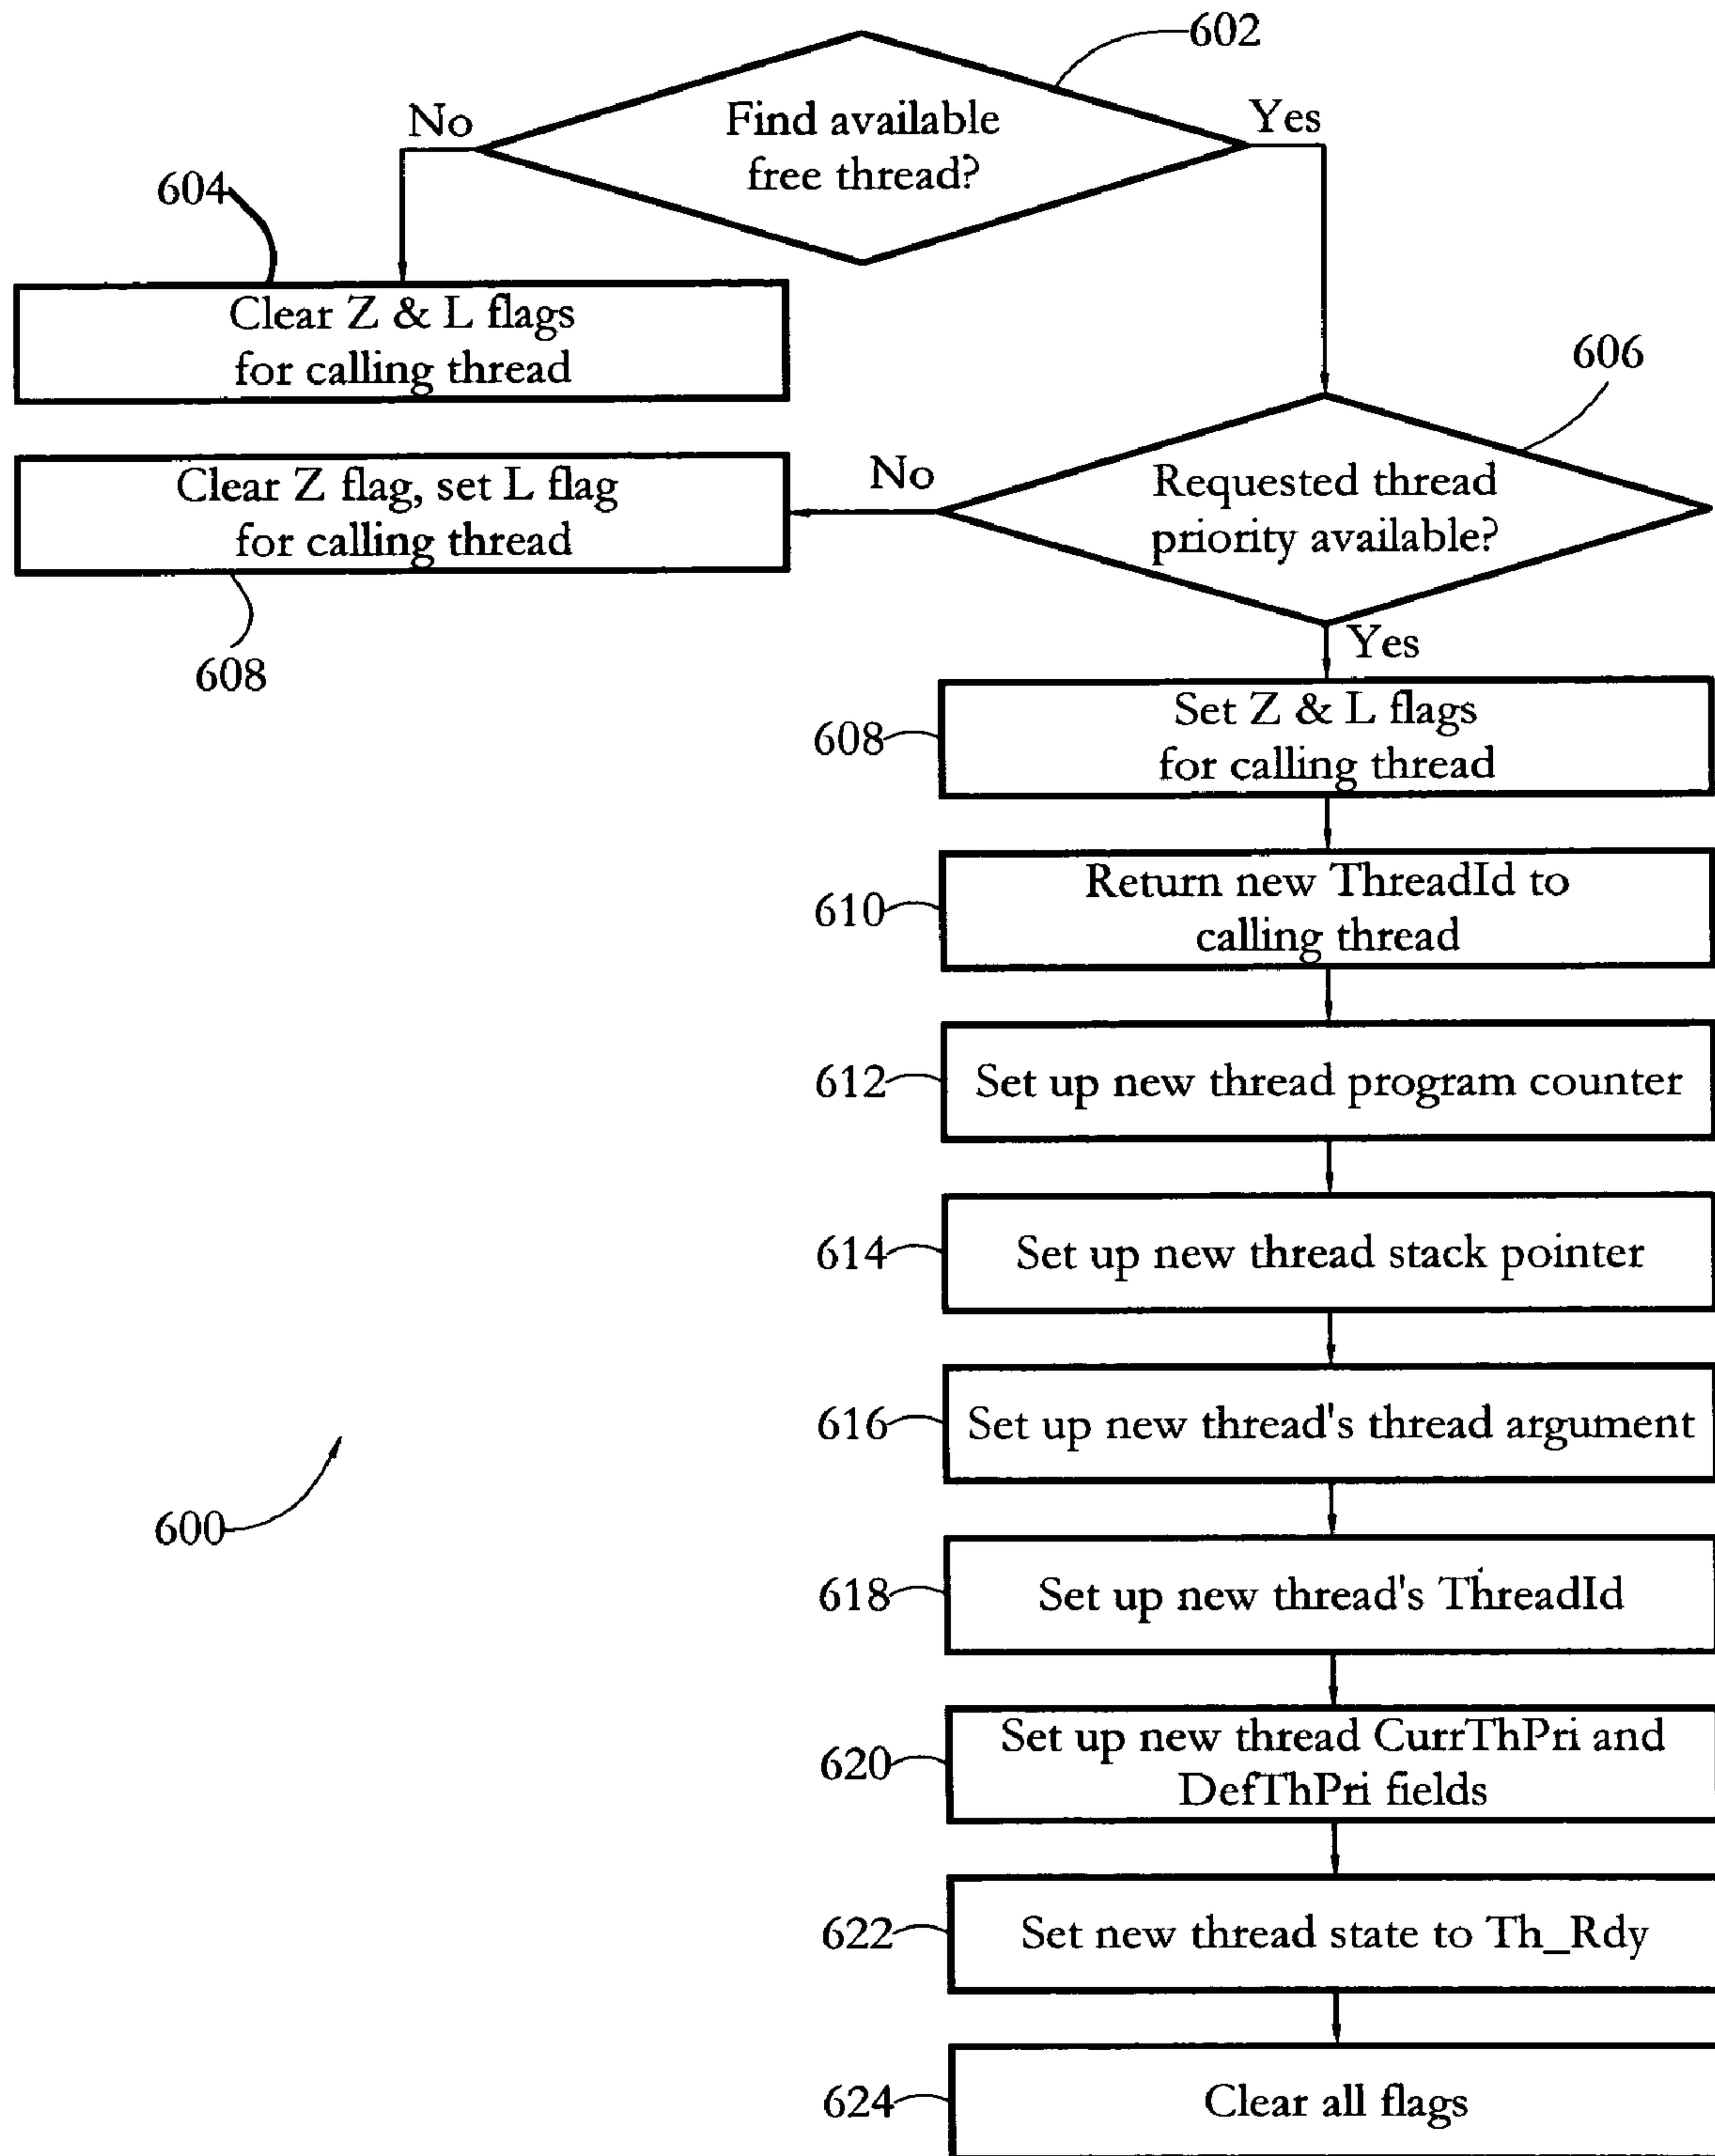 602
Find available
free thread?
No
Yes
604
Clear Z & L flags
for calling thread
606
Requested thread
priority available?
No
Clear Z flag, set L flag
for calling thread
608
Yes
608
Set Z & L flags
for calling thread
610
Return new ThreadId to
calling thread
612
Set up new thread program counter
614
Set up new thread stack pointer
616
Set up new thread's thread argument
600
618
Set up new thread's ThreadId
620
Set up new thread CurrThPri and
DefThPri fields
622
Set new thread state to Th_Rdy
624
Clear all flags